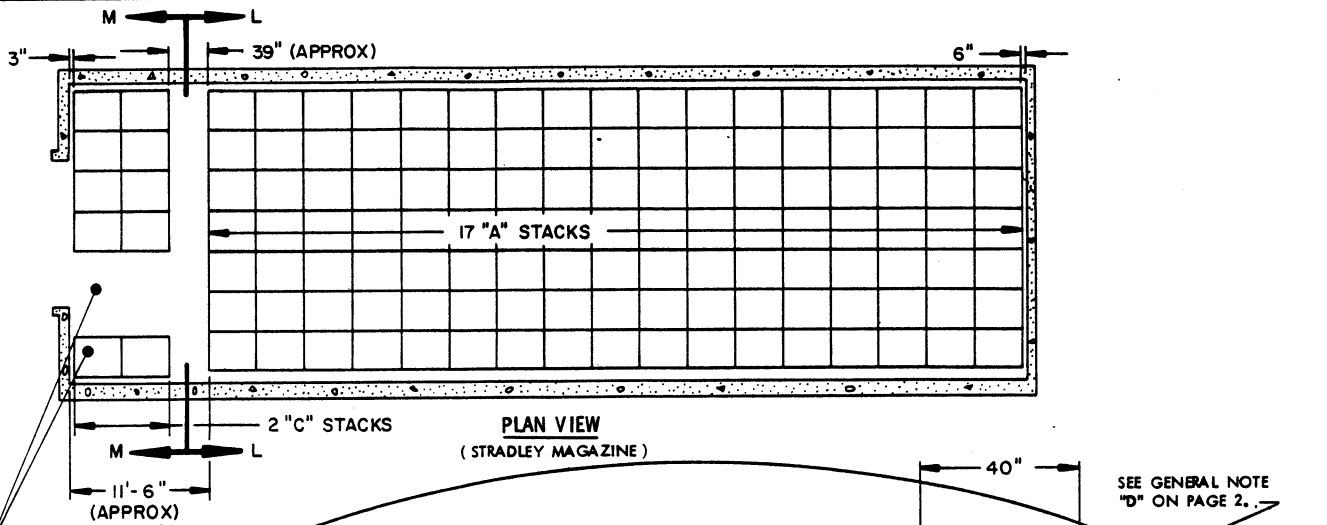 M L
3"
39" (APPROX)
6"
17 "A" STACKS
2 "C" STACKS
PLAN VIEW
(STRADLEY MAGAZINE)
M L
11'-6"
(APPROX)
40"
SEE GENERAL NOTE
"D" ON PAGE 2.